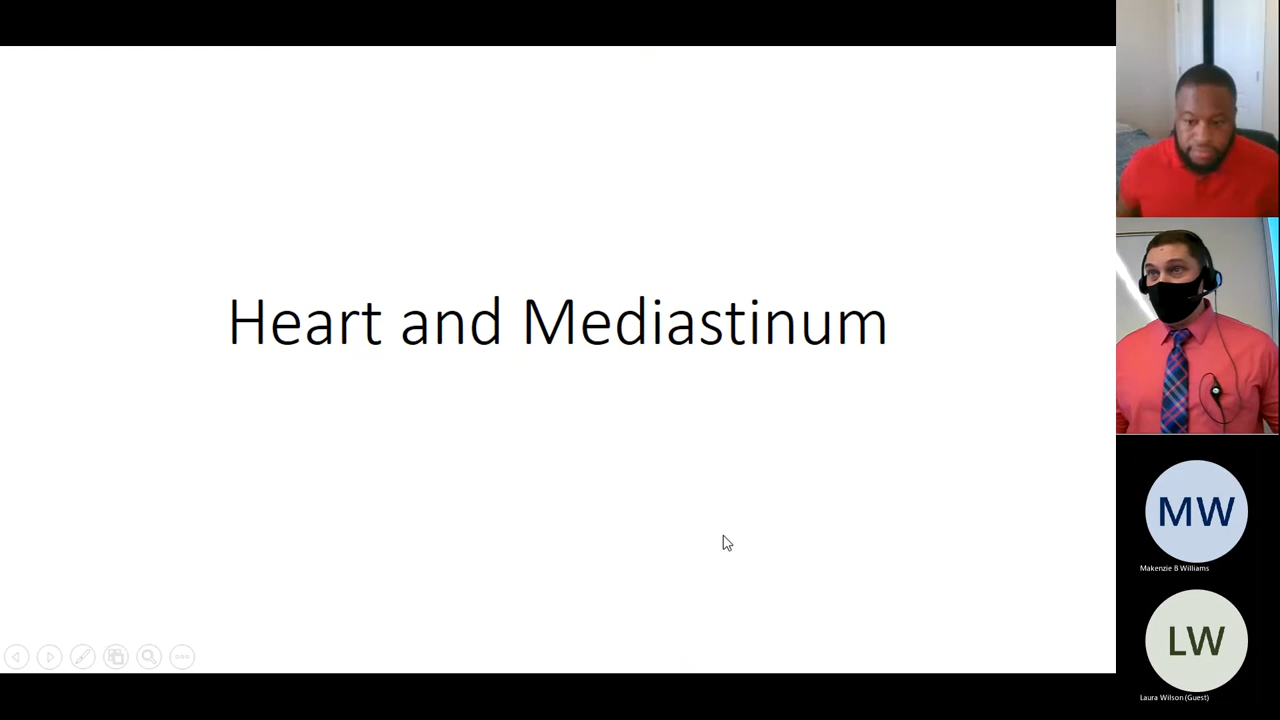 Heart and Mediastinum
MW
Makenzie B Williams
LW
Laura Wilson (Guest)